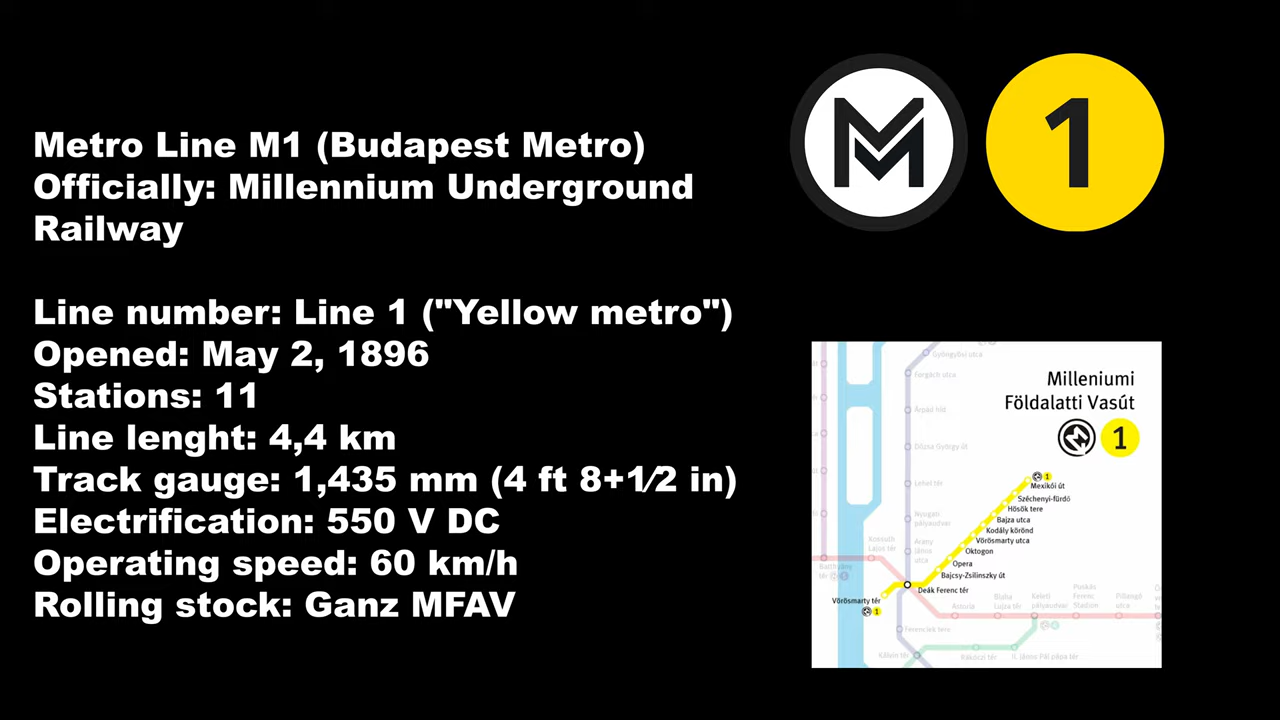 Metro Line M1 (Budapest Metro)
Officially: Millennium Underground
Railway
Line number: Line 1 ("Yellow metro")
Opened: May 2, 1896
Stations: 11
Line lenght: 4,4 km
Track gauge: 1,435 mm (4 ft 8+1⁄2 in)
Electrification: 550 V DC
Operating speed: 60 km/h
Rolling stock: Ganz MFAV
M 1
Milleniumi
Földalatti Vasút
1
Gyöngyösi utca
Forgách utca
Árpád híd
Dózsa György út
Lehel tér
Nyugati
pályaudvar
Arany
János
utca
Kossuth
Lajos tér
Batthyány
tér
1
Mexikói út
Széchenyi-fürdő
Hősök tere
Bajza utca
Kodály körönd
Vörösmarty utca
Oktogon
Opera
Bajcsy-Zsilinszky út
Deák Ferenc tér
Vörösmarty tér
1
Astoria
Blaha
Lujza tér
Keleti
pályaudvar
Puskás
Ferenc
Stadion
Pillangó
utca
Ferenciek tere
Kálvin tér
Rákóczi tér
II. János Pál pápa tér